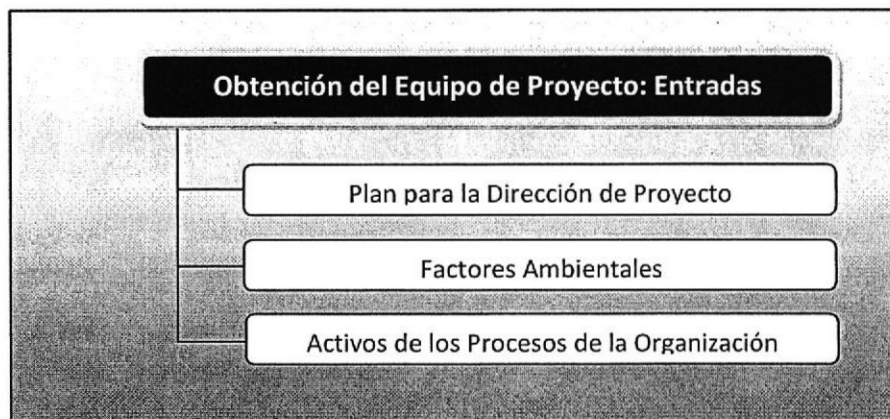 Obtención del Equipo de Proyecto: Entradas
Plan para la Dirección de Proyecto
Factores Ambientales
Activos de los Procesos de la Organización